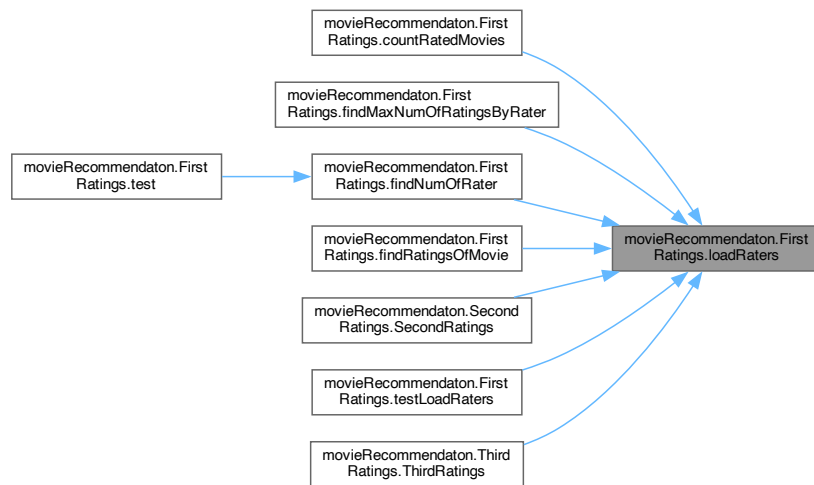 movieRecommendaton.First
Ratings.countRatedMovies
movieRecommendaton.First
Ratings.findMaxNumOfRatingsByRater
movieRecommendaton.First
Ratings.test
movieRecommendaton.First
Ratings.findNumOfRater
movieRecommendaton.First
Ratings.findRatingsOfMovie
movieRecommendaton.First
Ratings.loadRaters
movieRecommendaton.Second
Ratings.SecondRatings
movieRecommendaton.First
Ratings.testLoadRaters
movieRecommendaton.Third
Ratings.ThirdRatings